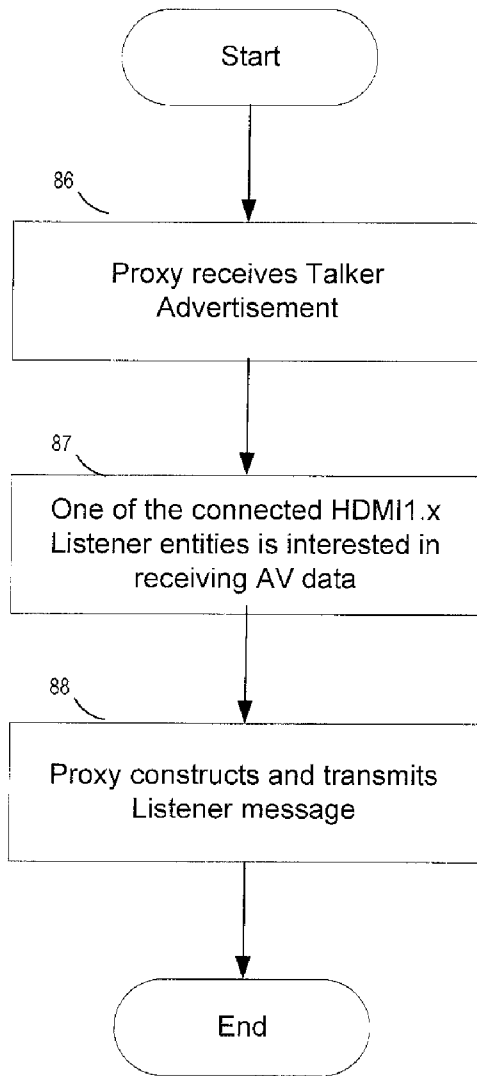 Start
86
Proxy receives Talker
Advertisement
87
One of the connected HDMI1.x
Listener entities is interested in
receiving AV data
88
Proxy constructs and transmits
Listener message
End